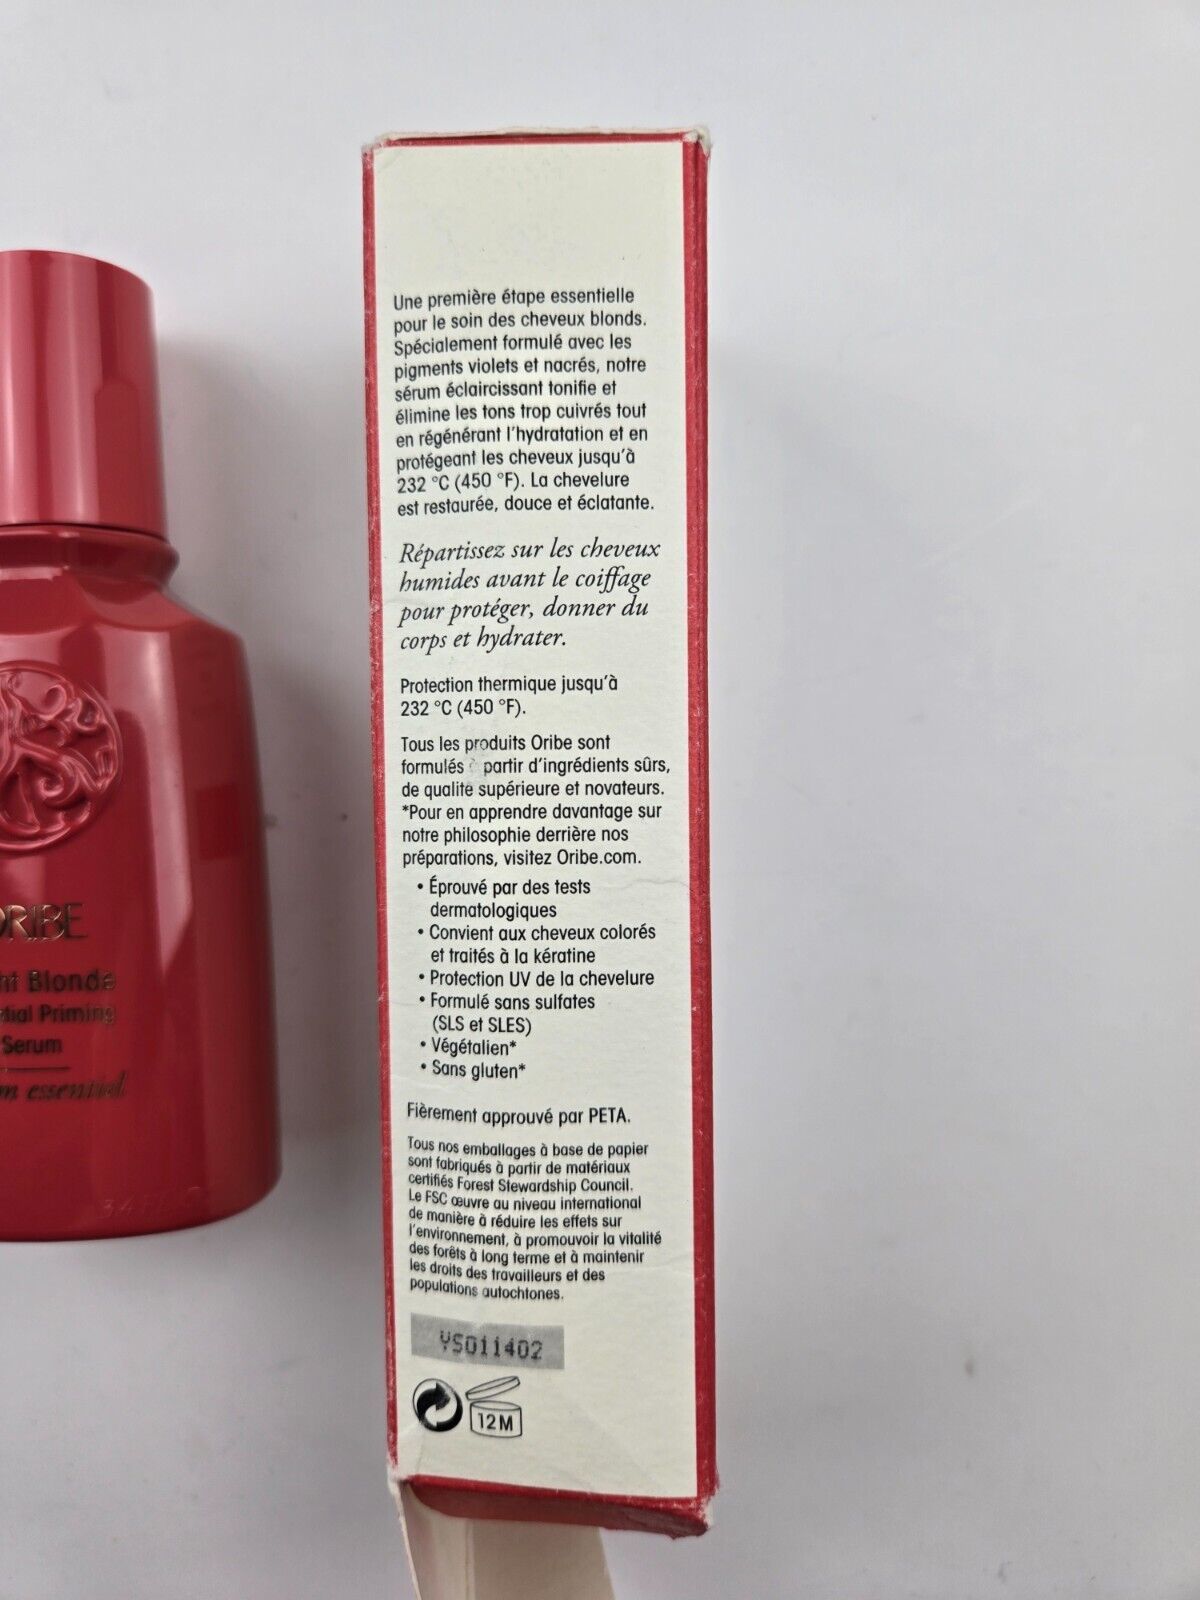 Une première étape essentielle
pour le soin des cheveux blonds.
Spécialement formulé avec les
pigments violets et nacrés, notre
sérum éclaircissant tonifie et
élimine les tons trop cuivrés tout
en régénérant l'hydratation et en
protégeant les cheveux jusqu'à
232 °C (450 °F). La chevelure
est restaurée, douce et éclatante.
Répartissez sur les cheveux
humides avant le coiffage
pour protéger, donner du
corps et hydrater.
Protection thermique jusqu'à
232 °C (450 °F).
Tous les produits Oribe sont
formulés à partir d'ingrédients sûrs,
de qualité supérieure et novateurs.
*Pour en apprendre davantage sur
notre philosophie derrière nos
préparations, visitez Oribe.com.
• Éprouvé par des tests
dermatologiques
• Convient aux cheveux colorés
et traités à la kératine
• Protection UV de la chevelure
• Formulé sans sulfates
(SLS et SLES)
• Végétalien*
• Sans gluten*
Fièrement approuvé par PETA.
Tous nos emballages à base de papier
sont fabriqués à partir de matériaux
certifiés Forest Stewardship Council.
Le FSC œuvre au niveau international
de manière à réduire les effets sur
l'environnement, à promouvoir la vitalité
des forêts à long terme et à maintenir
les droits des travailleurs et des
populations autochtones.
YS011402
12M
ORIBE
ht Blonde
tial Priming
Serum
m essential
3.4 FL